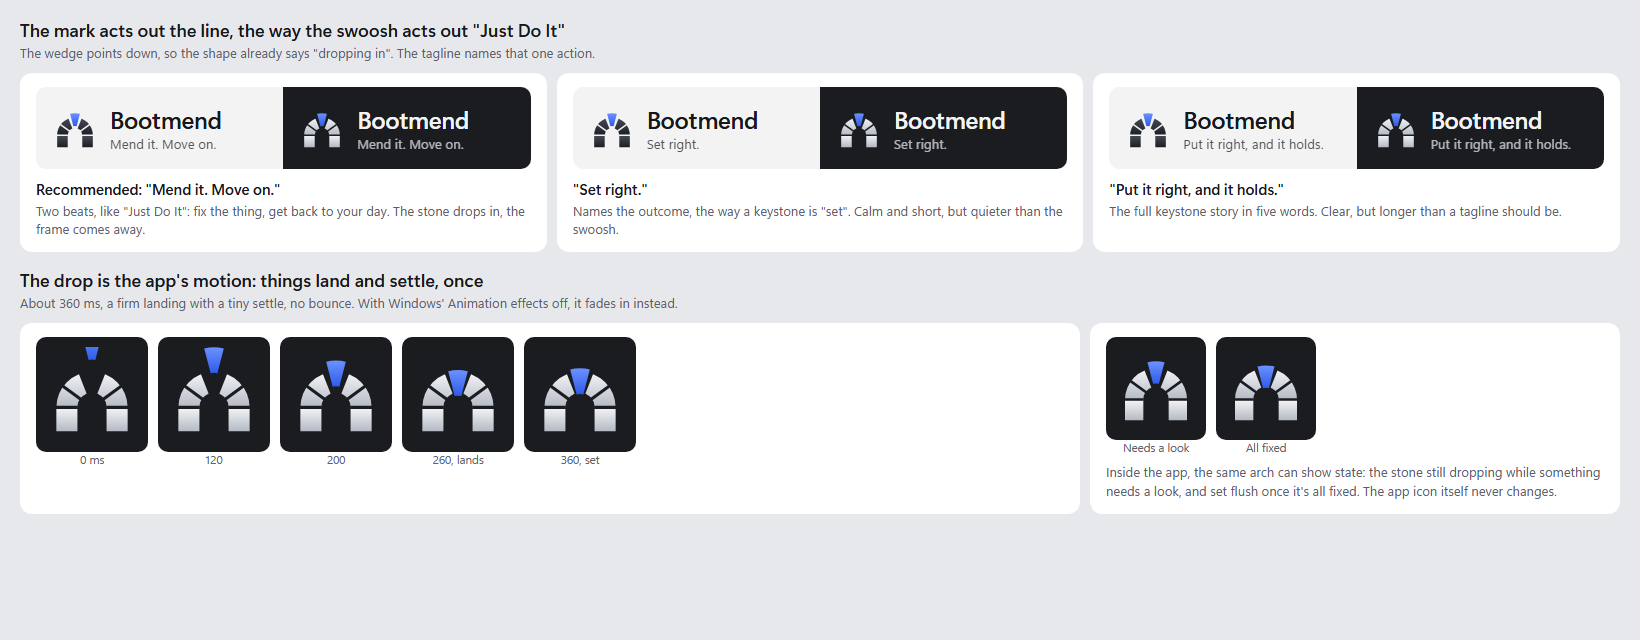 The mark acts out the line, the way the swoosh acts out "Just Do It"
The wedge points down, so the shape already says "dropping in". The tagline names that one action.
Bootmend
Mend it. Move on.
Bootmend
Mend it. Move on.
Recommended: "Mend it. Move on."
Two beats, like "Just Do It": fix the thing, get back to your day. The stone drops in, the
frame comes away.
Bootmend
Set right.
Bootmend
Set right.
"Set right."
Names the outcome, the way a keystone is "set". Calm and short, but quieter than the
swoosh.
Bootmend
Put it right, and it holds.
Bootmend
Put it right, and it holds.
"Put it right, and it holds."
The full keystone story in five words. Clear, but longer than a tagline should be.
The drop is the app's motion: things land and settle, once
About 360 ms, a firm landing with a tiny settle, no bounce. With Windows' Animation effects off, it fades in instead.
0 ms
120
200
260, lands
360, set
Needs a look
All fixed
Inside the app, the same arch can show state: the stone still dropping while something
needs a look, and set flush once it's all fixed. The app icon itself never changes.